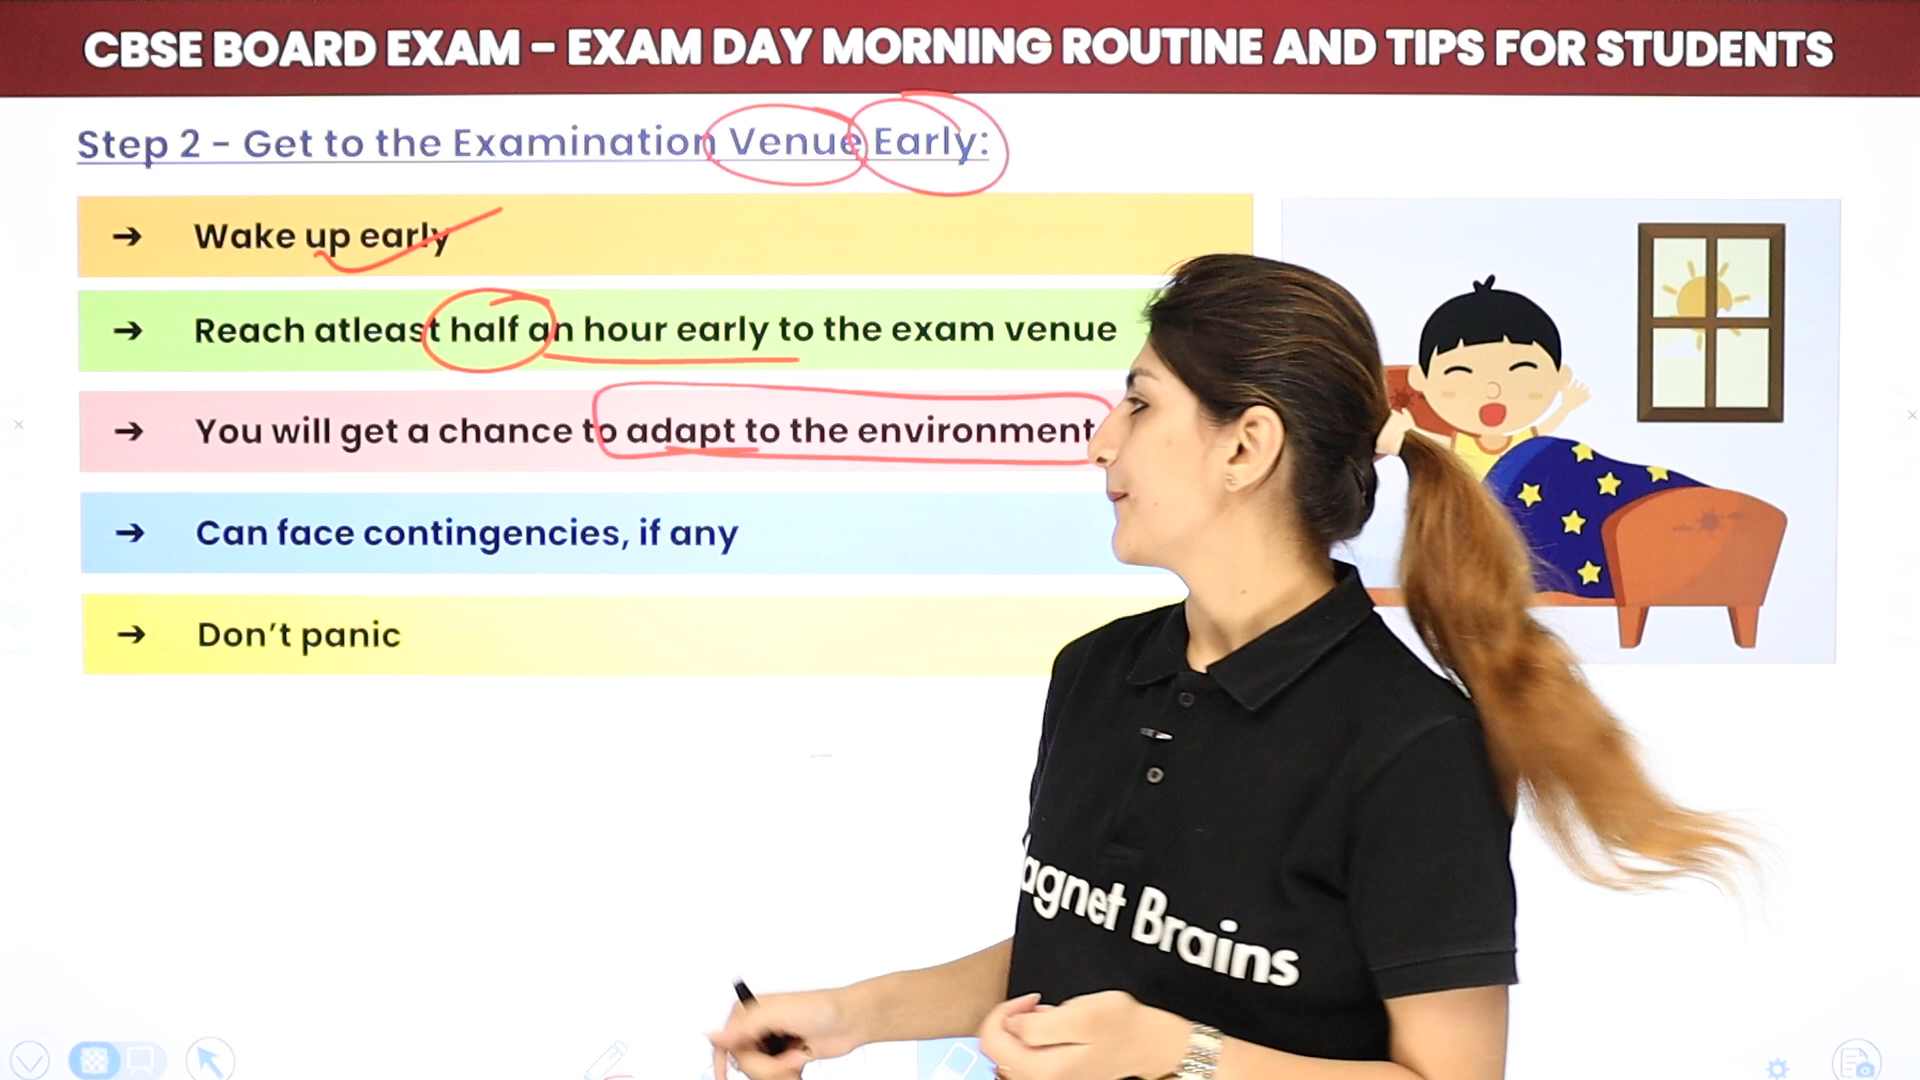 CBSE BOARD EXAM – EXAM DAY MORNING ROUTINE AND TIPS FOR STUDENTS
Step 2 – Get to the Examination Venue Early:
→ Wake up early
→ Reach atleast half an hour early to the exam venue
→ You will get a chance to adapt to the environment
→ Can face contingencies, if any
→ Don't panic
agnet Brains